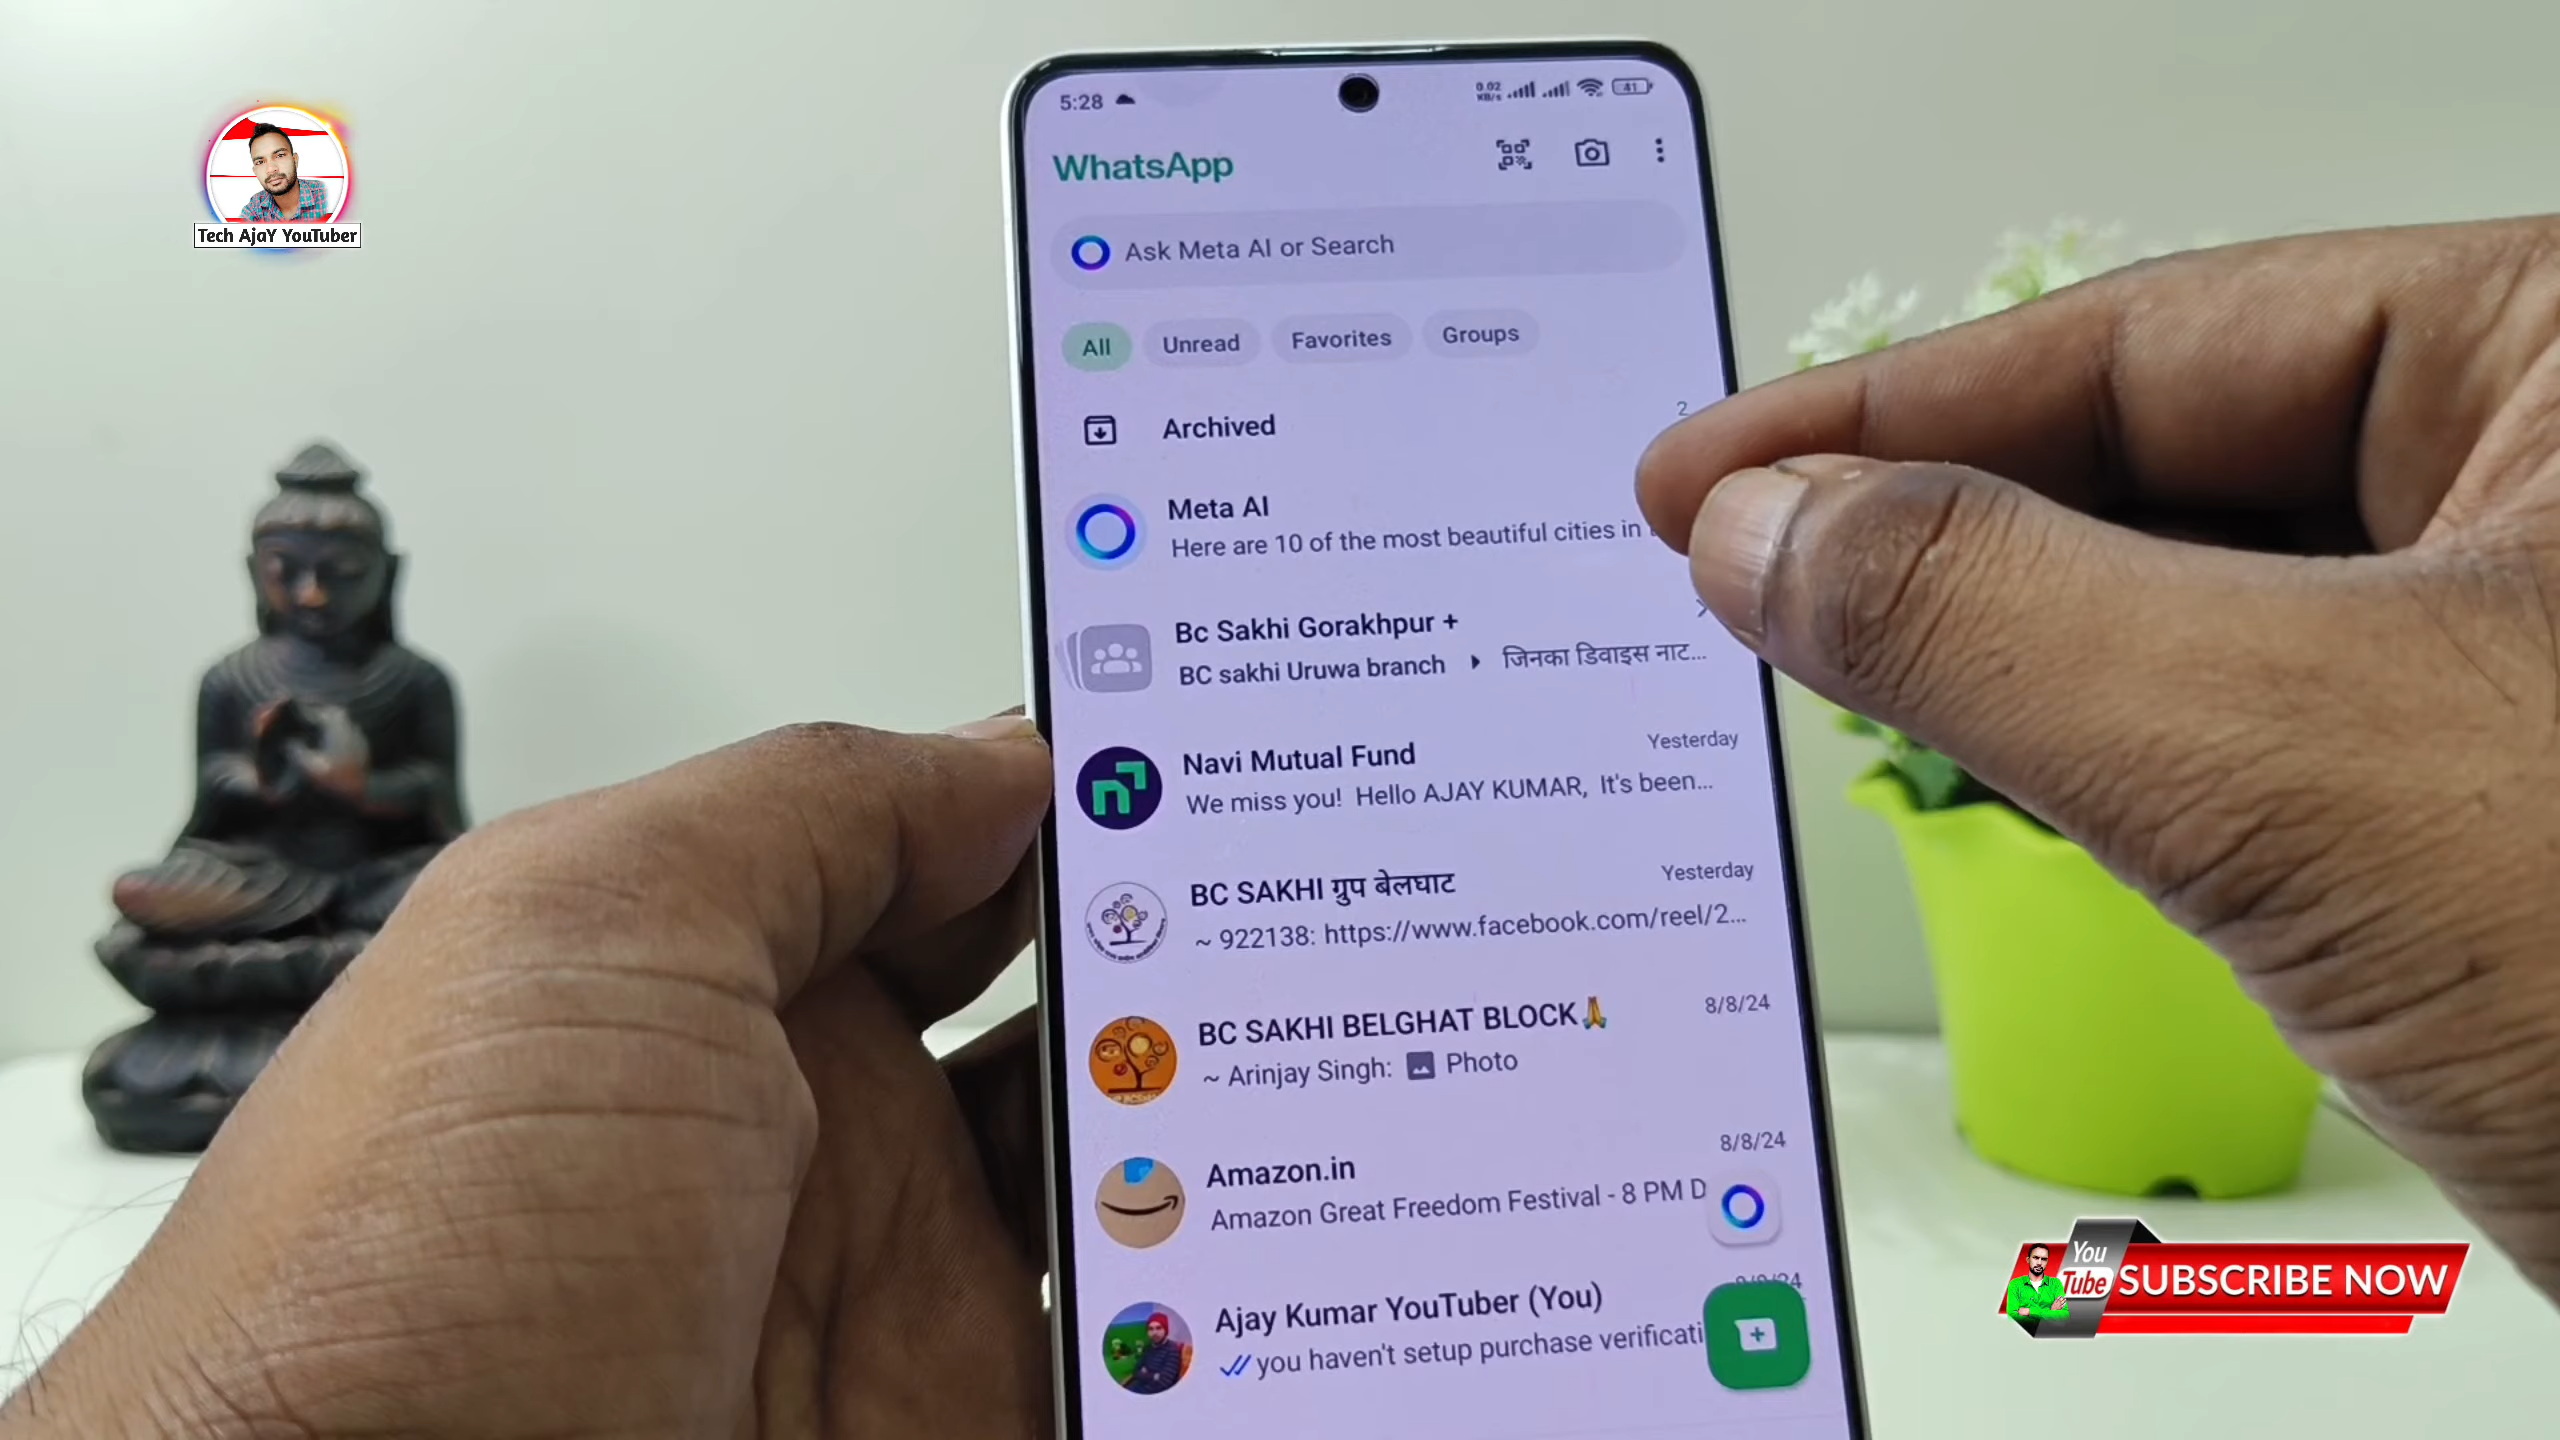 Tech AjaY YouTuber
5:28
0.02
KB/s
41
WhatsApp
Ask Meta AI or Search
All
Unread
Favorites
Groups
Archived
2
Meta AI
Here are 10 of the most beautiful cities in
Bc Sakhi Gorakhpur +
BC sakhi Uruwa branch
जिनका डिवाइस नाट...
Navi Mutual Fund
Yesterday
We miss you! Hello AJAY KUMAR, It's been...
BC SAKHI ग्रुप बेलघाट
Yesterday
~ 922138: https://www.facebook.com/reel/2...
BC SAKHI BELGHAT BLOCK🙏
8/8/24
~ Arinjay Singh: Photo
Amazon.in
8/8/24
Amazon Great Freedom Festival - 8 PM D
Ajay Kumar YouTuber (You)
you haven't setup purchase verificati
You
Tube
SUBSCRIBE NOW